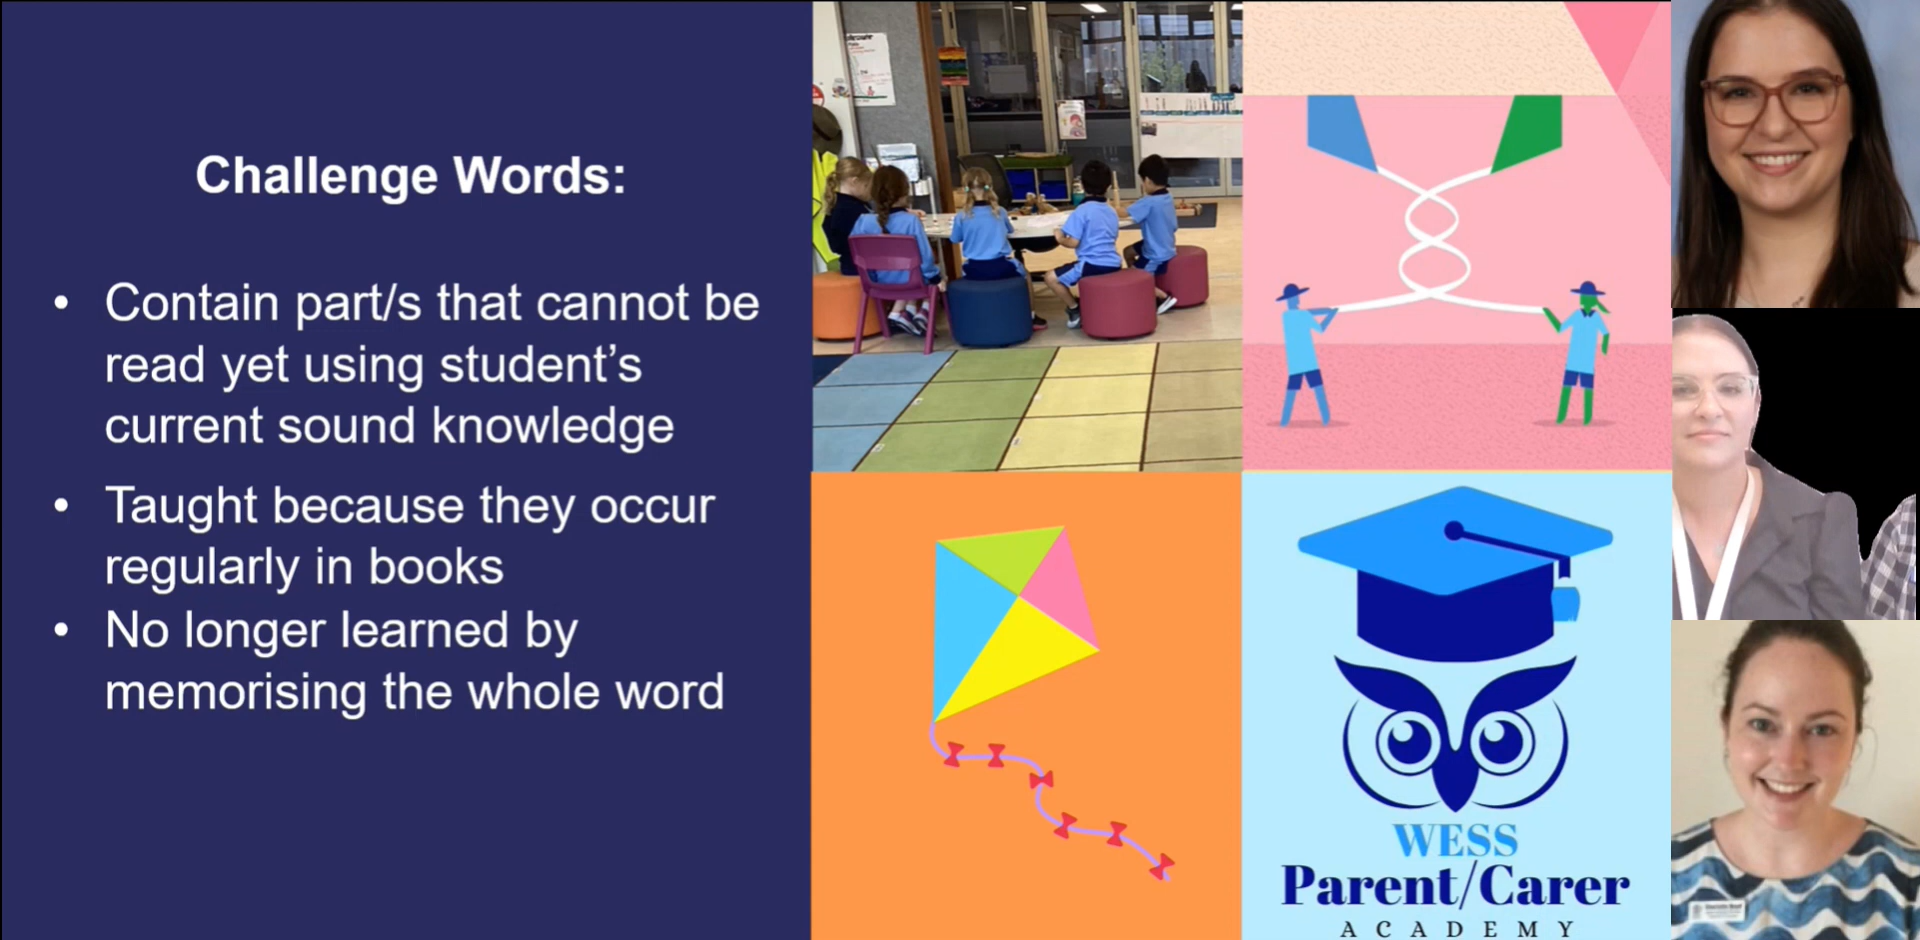 Challenge Words:
• Contain part/s that cannot be
read yet using student’s
current sound knowledge
• Taught because they occur
regularly in books
• No longer learned by
memorising the whole word
WESS
Parent/Carer
ACADEMY